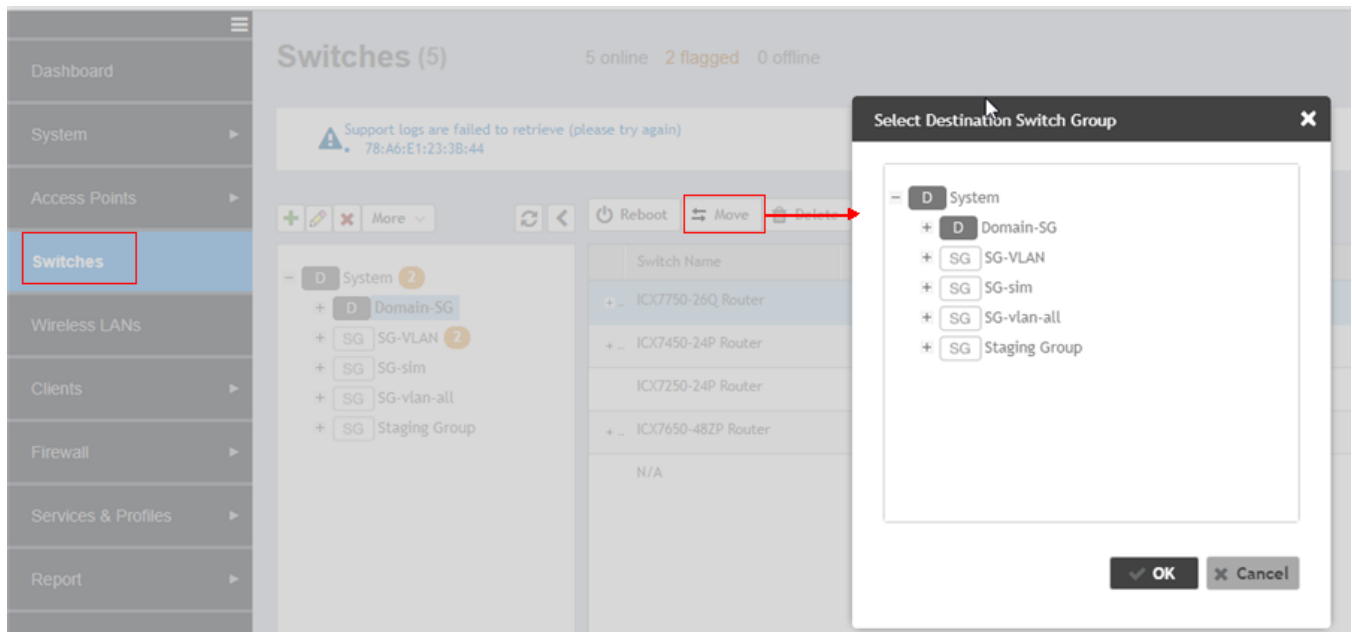 Dashboard
System
Access Points
Switches
Wireless LANs
Clients
Firewall
Services & Profiles
Report
Switches (5)
5 online 2 flagged 0 offline
Support logs are failed to retrieve (please try again)
78:A6:E1:23:3B:44
More
Reboot Move Delete
D System 2
D Domain-SG
SG SG-VLAN 2
SG SG-sim
SG SG-vlan-all
SG Staging Group
Switch Name
ICX7750-26Q Router
ICX7450-24P Router
ICX7250-24P Router
ICX7650-48ZP Router
N/A
Select Destination Switch Group
D System
D Domain-SG
SG SG-VLAN
SG SG-sim
SG SG-vlan-all
SG Staging Group
OK Cancel